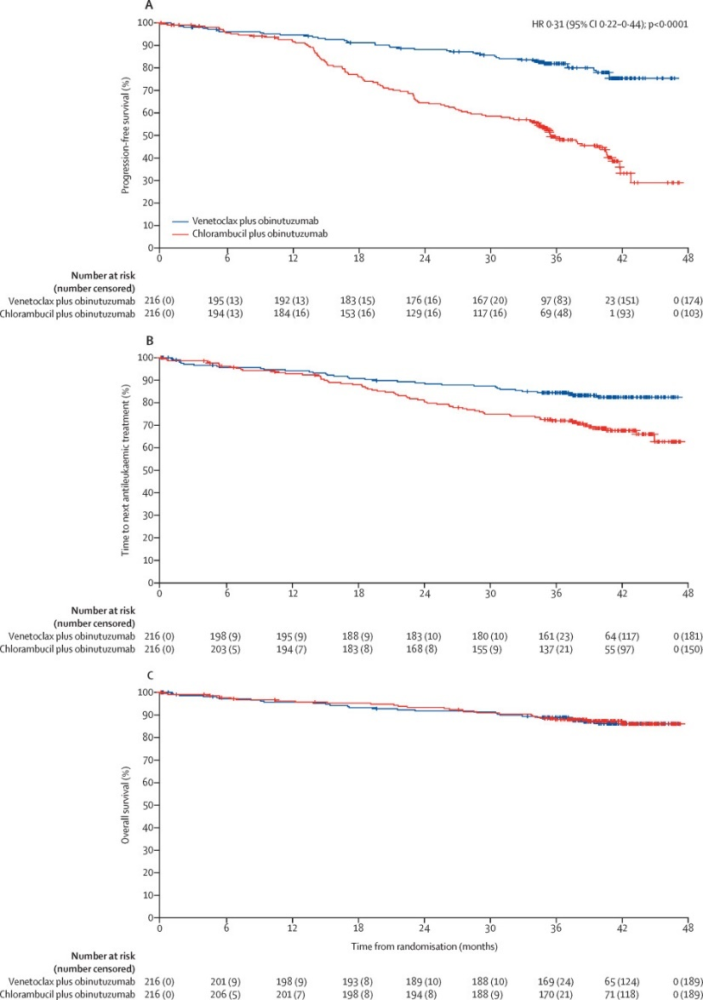 A
HR 0·31 (95% CI 0·22–0·44); p<0·0001
Progression-free survival (%)
100
90
80
70
60
50
40
30
20
10
0
Venetoclax plus obinutuzumab
Chlorambucil plus obinutuzumab
0 6 12 18 24 30 36 42 48
Number at risk
(number censored)
Venetoclax plus obinutuzumab 216 (0) 195 (13) 192 (13) 183 (15) 176 (16) 167 (20) 97 (83) 23 (151) 0 (174)
Chlorambucil plus obinutuzumab 216 (0) 194 (13) 184 (16) 153 (16) 129 (16) 117 (16) 69 (48) 1 (93) 0 (103)
B
Time to next antileukaemic treatment (%)
100
90
80
70
60
50
40
30
20
10
0
0 6 12 18 24 30 36 42 48
Number at risk
(number censored)
Venetoclax plus obinutuzumab 216 (0) 198 (9) 195 (9) 188 (9) 183 (10) 180 (10) 161 (23) 64 (117) 0 (181)
Chlorambucil plus obinutuzumab 216 (0) 203 (5) 194 (7) 183 (8) 168 (8) 155 (9) 137 (21) 55 (97) 0 (150)
C
Overall survival (%)
100
90
80
70
60
50
40
30
20
10
0
0 6 12 18 24 30 36 42 48
Time from randomisation (months)
Number at risk
(number censored)
Venetoclax plus obinutuzumab 216 (0) 201 (9) 198 (9) 193 (8) 189 (10) 188 (10) 169 (24) 65 (124) 0 (189)
Chlorambucil plus obinutuzumab 216 (0) 206 (5) 201 (7) 198 (8) 194 (8) 188 (9) 170 (21) 71 (118) 0 (189)